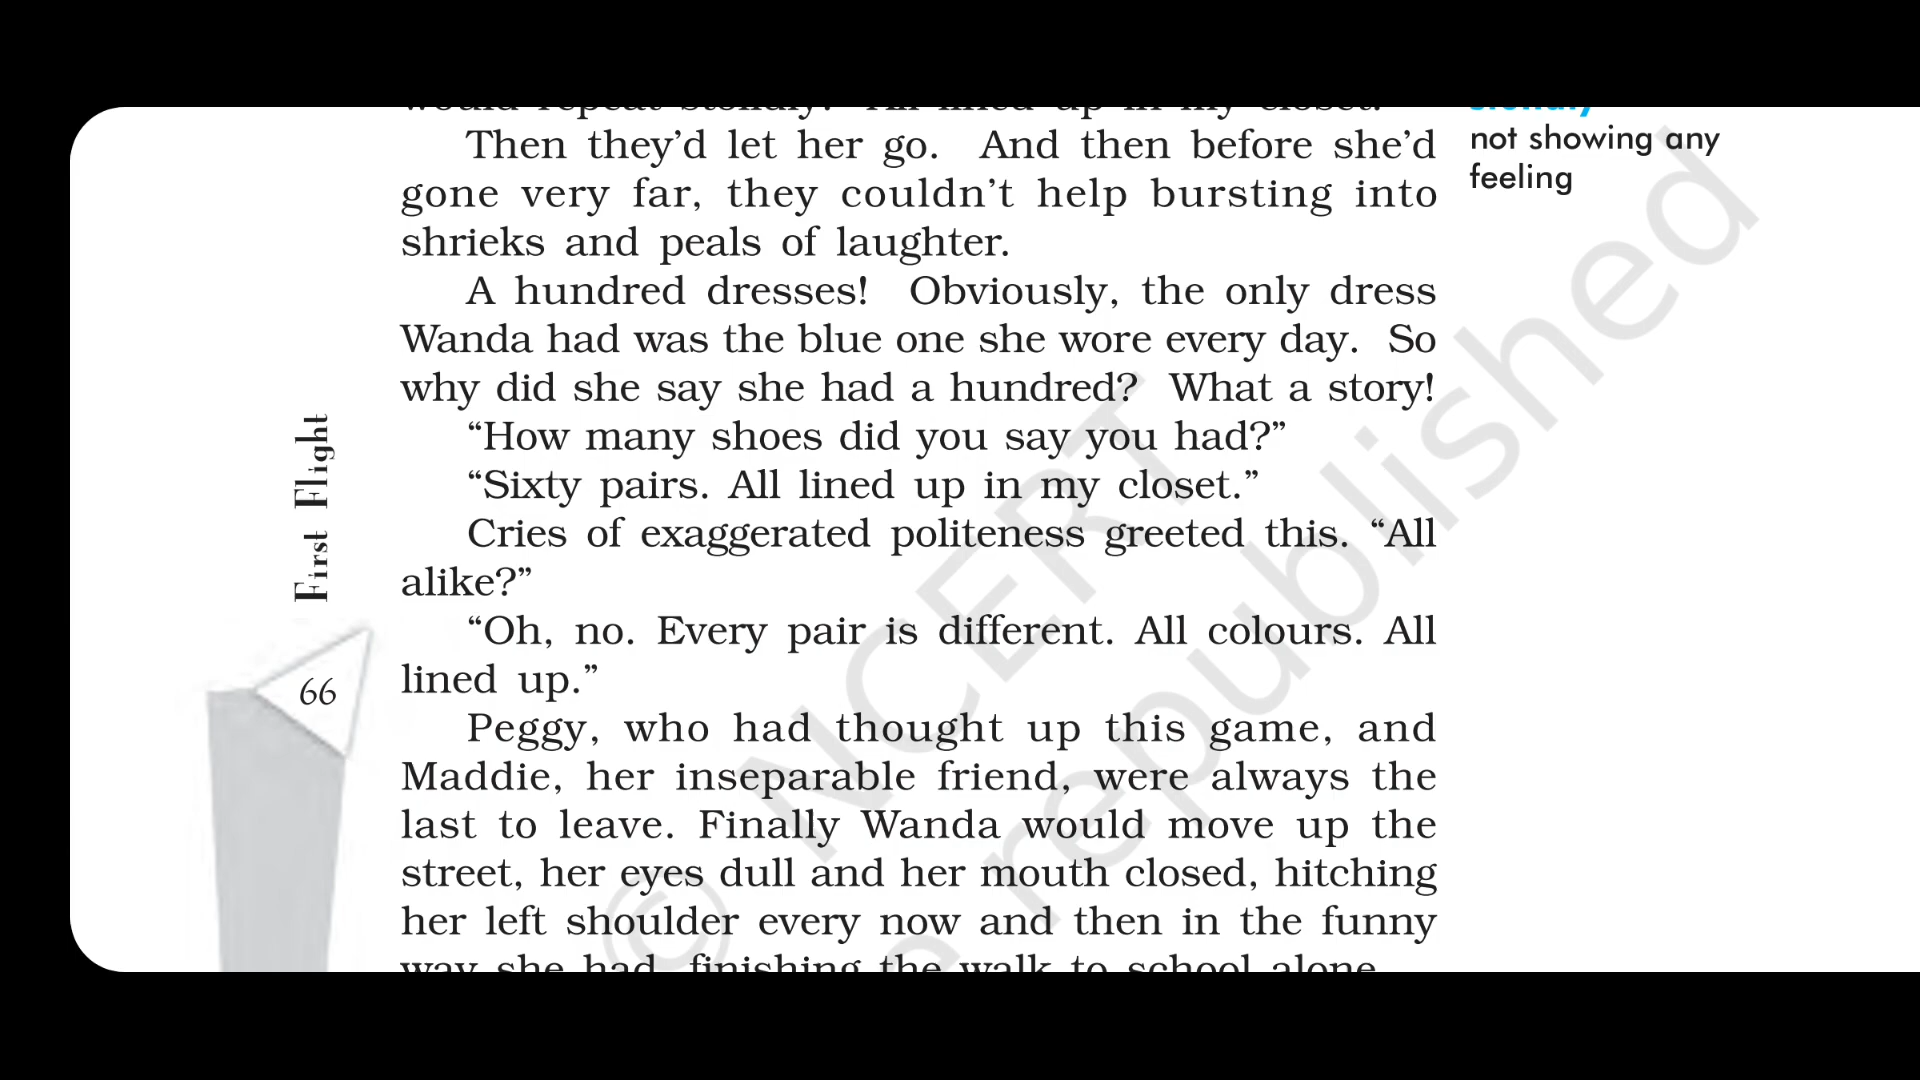 would repeat stolidly. All lined up in my closet.
Then they’d let her go. And then before she’d
gone very far, they couldn’t help bursting into
shrieks and peals of laughter.
A hundred dresses! Obviously, the only dress
Wanda had was the blue one she wore every day. So
why did she say she had a hundred? What a story!
“How many shoes did you say you had?”
“Sixty pairs. All lined up in my closet.”
Cries of exaggerated politeness greeted this. “All
alike?”
“Oh, no. Every pair is different. All colours. All
lined up.”
Peggy, who had thought up this game, and
Maddie, her inseparable friend, were always the
last to leave. Finally Wanda would move up the
street, her eyes dull and her mouth closed, hitching
her left shoulder every now and then in the funny
way she had, finishing the walk to school alone.
stolidly
not showing any
feeling
First Flight
66
© NCERT
republished